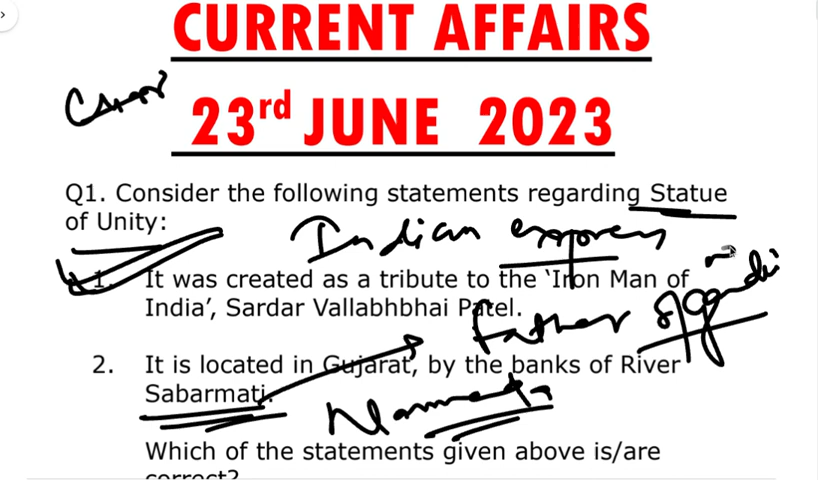 CURRENT AFFAIRS
23rd JUNE 2023
Q1. Consider the following statements regarding Statue
of Unity:
Indian express
1. It was created as a tribute to the ‘Iron Man of
India’, Sardar Vallabhbhai Patel.
Father of
2. It is located in Gujarat, by the banks of River
Sabarmati.
Narmada
Which of the statements given above is/are
correct?